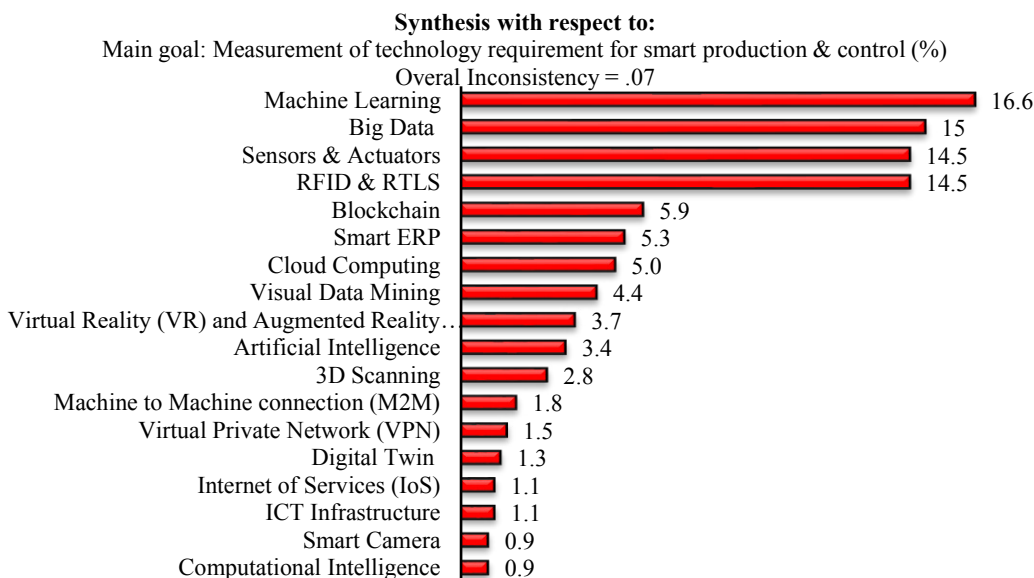 Synthesis with respect to:
Main goal: Measurement of technology requirement for smart production & control (%)
Overal Inconsistency = .07
Machine Learning 16.6
Big Data 15
Sensors & Actuators 14.5
RFID & RTLS 14.5
Blockchain 5.9
Smart ERP 5.3
Cloud Computing 5.0
Visual Data Mining 4.4
Virtual Reality (VR) and Augmented Reality… 3.7
Artificial Intelligence 3.4
3D Scanning 2.8
Machine to Machine connection (M2M) 1.8
Virtual Private Network (VPN) 1.5
Digital Twin 1.3
Internet of Services (IoS) 1.1
ICT Infrastructure 1.1
Smart Camera 0.9
Computational Intelligence 0.9